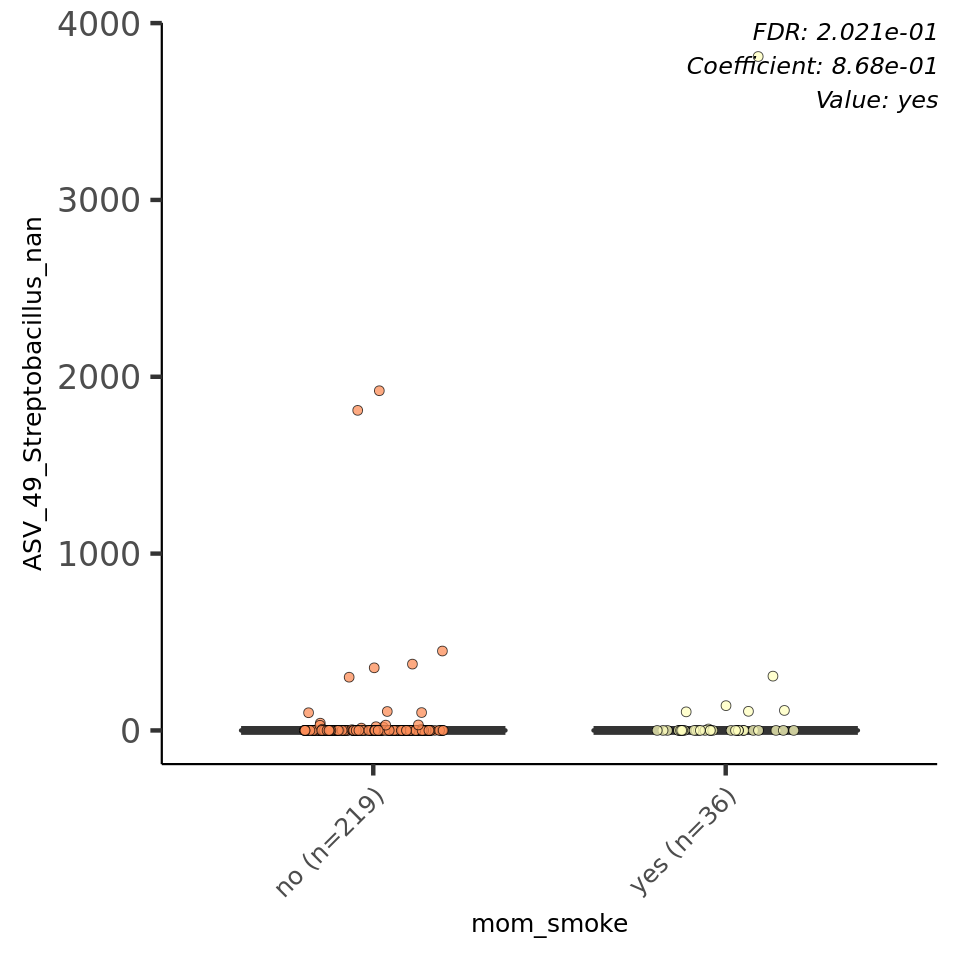 FDR: 2.021e-01
Coefficient: 8.68e-01
Value: yes
4000
3000
2000
1000
0
ASV_49_Streptobacillus_nan
no (n=219)
yes (n=36)
mom_smoke